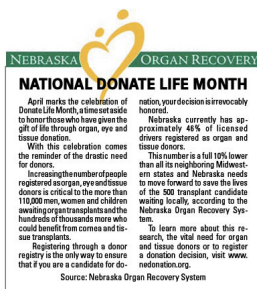 NEBRASKA ORGAN RECOVERY
NATIONAL DONATE LIFE MONTH
April marks the celebration of
Donate Life Month, a time set aside
to honor those who have given the
gift of life through organ, eye and
tissue donation.
With this celebration comes
the reminder of the drastic need
for donors.
Increasing the number of people
registered as organ, eye and tissue
donors is critical to the more than
110,000 men, women and children
awaiting organ transplants and the
hundreds of thousands more who
could benefit from cornea and tis-
sue transplants.
Registering through a donor
registry is the only way to ensure
that if you are a candidate for do-
nation, your decision is irrevocably
honored.
Nebraska currently has ap-
proximately 46% of licensed
drivers registered as organ and
tissue donors.
This number is a full 10% lower
than all its neighboring Midwest-
ern states and Nebraska needs
to move forward to save the lives
of the 500 transplant candidate
waiting locally, according to the
Nebraska Organ Recovery Sys-
tem.
To learn more about this re-
search, the vital need for organ
and tissue donors or to register
a donation decision, visit www.
nedonation.org.
Source: Nebraska Organ Recovery System